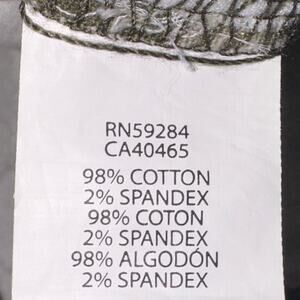 RN59284
CA40465
98% COTTON
2% SPANDEX
98% COTON
2% SPANDEX
98% ALGODÓN
2% SPANDEX